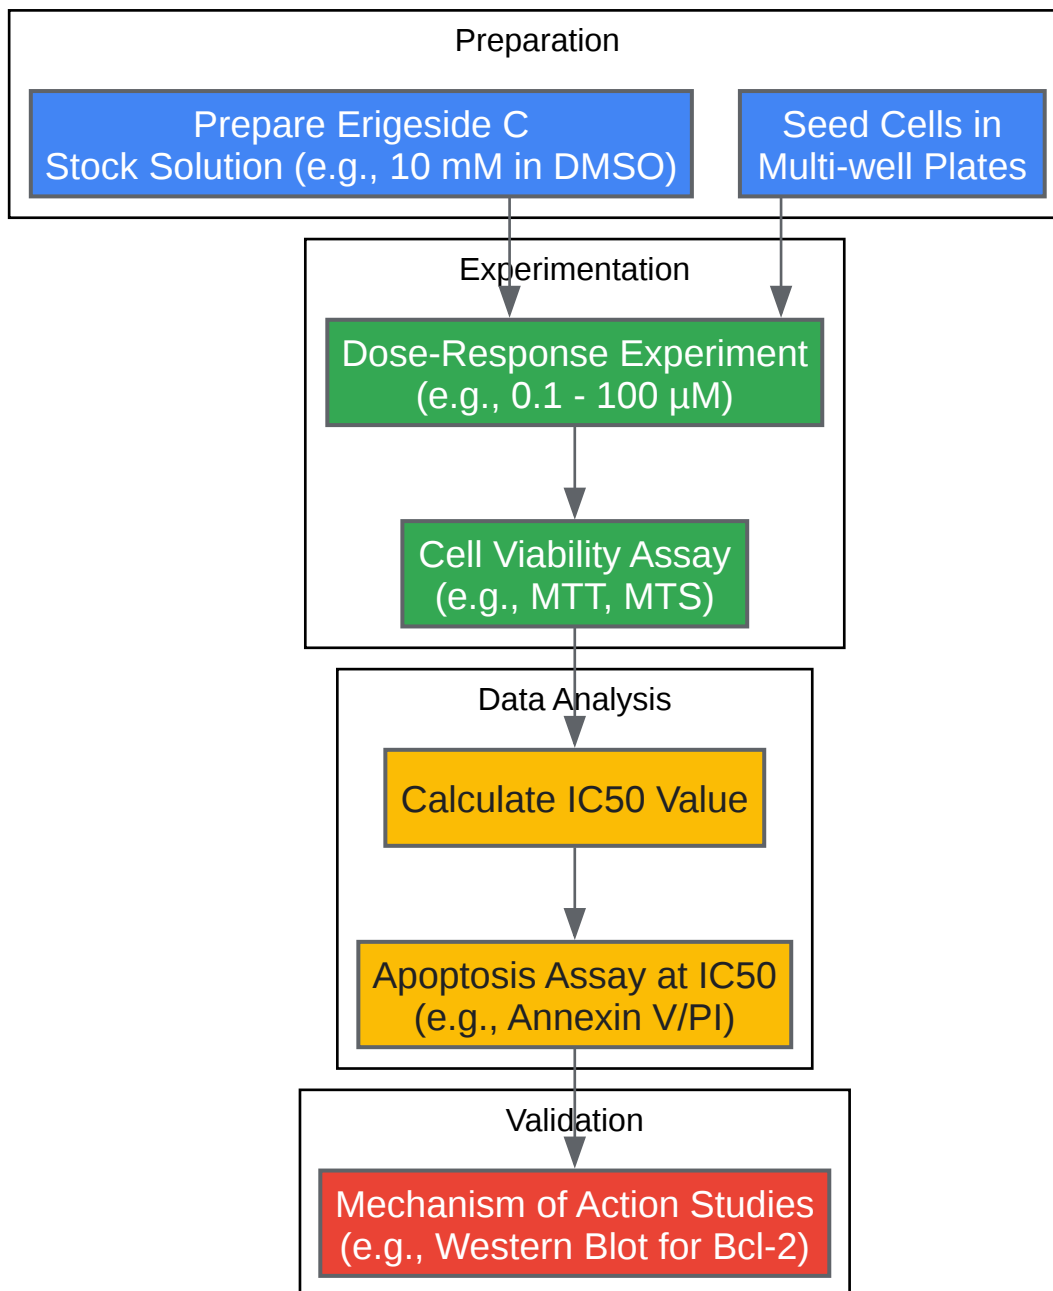 Preparation
Prepare Erigeside C
Stock Solution (e.g., 10 mM in DMSO)
Seed Cells in
Multi-well Plates
Experimentation
Dose-Response Experiment
(e.g., 0.1 - 100 µM)
Cell Viability Assay
(e.g., MTT, MTS)
Data Analysis
Calculate IC50 Value
Apoptosis Assay at IC50
(e.g., Annexin V/PI)
Validation
Mechanism of Action Studies
(e.g., Western Blot for Bcl-2)